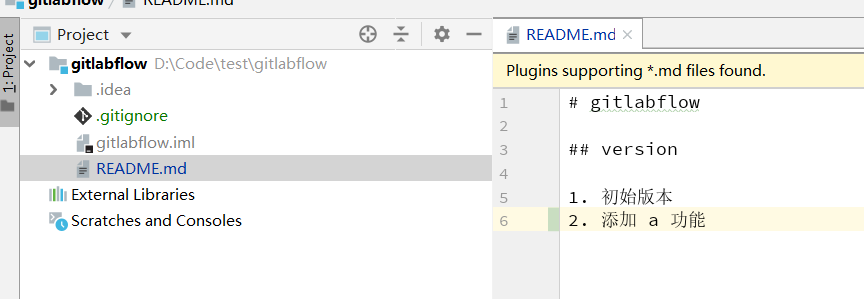 gitlabflow / README.md
1: Project
Project
gitlabflow D:\Code\test\gitlabflow
.idea
.gitignore
gitlabflow.iml
README.md
External Libraries
Scratches and Consoles
README.md
Plugins supporting *.md files found.
1 # gitlabflow
2
3 ## version
4
5 1. 初始版本
6 2. 添加 a 功能